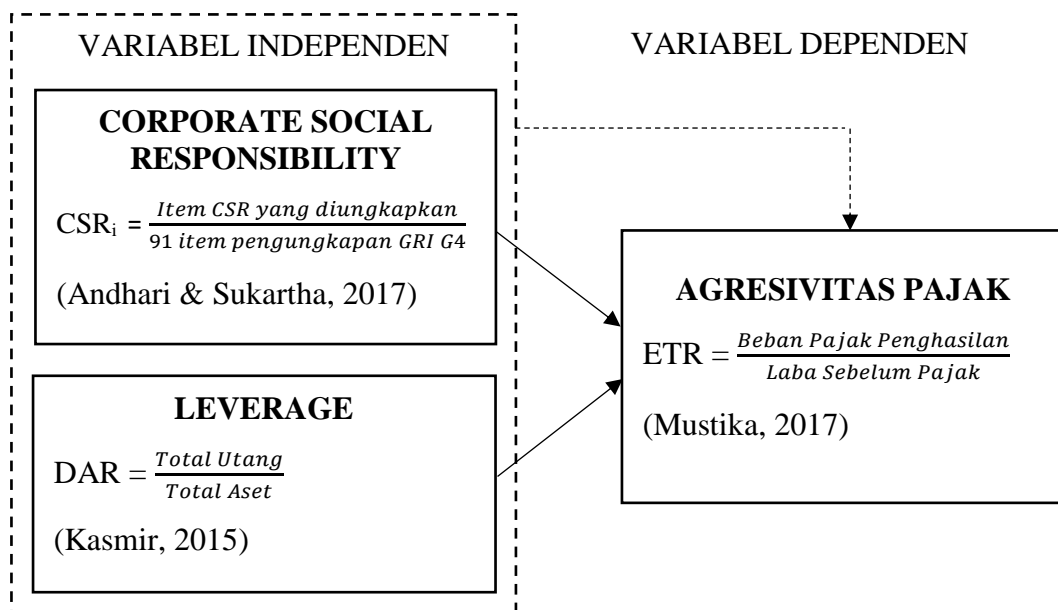 VARIABEL INDEPENDEN
VARIABEL DEPENDEN
CORPORATE SOCIAL
RESPONSIBILITY
CSRi = Item CSR yang diungkapkan
91 item pengungkapan GRI G4
(Andhari & Sukartha, 2017)
LEVERAGE
DAR = Total Utang
Total Aset
(Kasmir, 2015)
AGRESIVITAS PAJAK
ETR = Beban Pajak Penghasilan
Laba Sebelum Pajak
(Mustika, 2017)